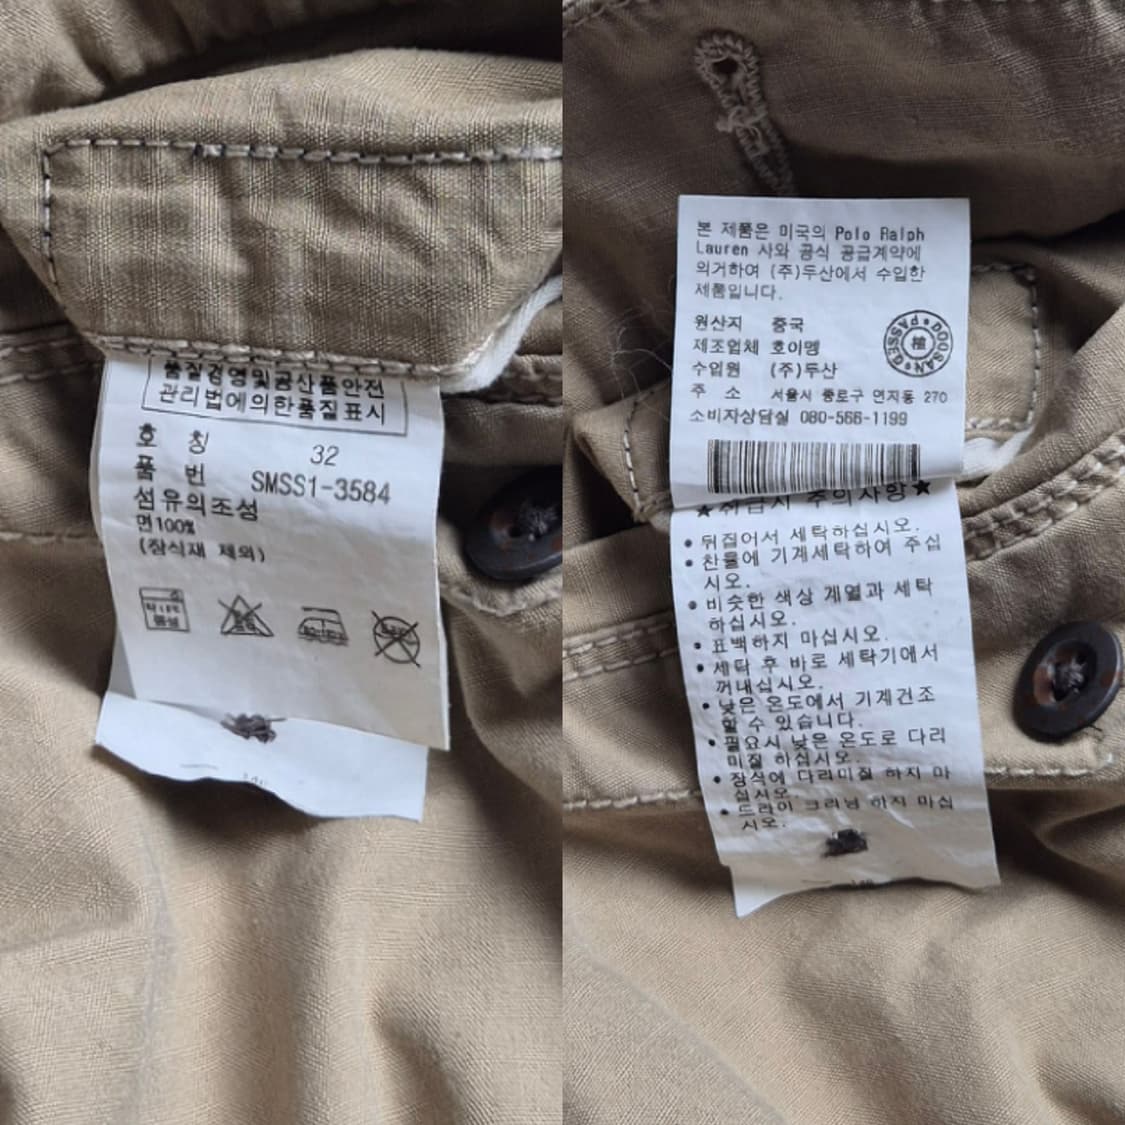 품질경영및공산품안전
관리법에의한품질표시
호 칭 32
품 번 SMSS1-3584
섬유의조성
면100%
(장식재 제외)
본 제품은 미국의 Polo Ralph
Lauren 사와 공식 공급계약에
의거하여 (주)두산에서 수입한
제품입니다.
원산지 중국
제조업체 호이멩
수입원 (주)두산
주 소 서울시 종로구 연지동 270
소비자상담실 080-566-1199
DOOSAN PASSED
★취급시 주의사항★
• 뒤집어서 세탁하십시오.
• 찬물에 기계세탁하여 주십
시오.
• 비슷한 색상 계열과 세탁
하십시오.
• 표백하지 마십시오.
• 세탁 후 바로 세탁기에서
꺼내십시오.
• 낮은 온도에서 기계건조
할 수 있습니다.
• 필요시 낮은 온도로 다리
미질 하십시오.
• 장식에 다리미질 하지 마
십시오
• 드라이 크리닝 하지 마십
시오.